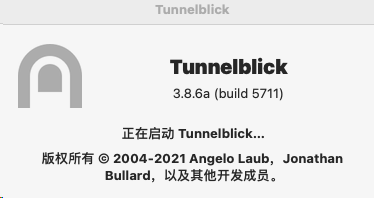 Tunnelblick
Tunnelblick
3.8.6a (build 5711)
正在启动 Tunnelblick...
版权所有 © 2004-2021 Angelo Laub，Jonathan
Bullard，以及其他开发成员。